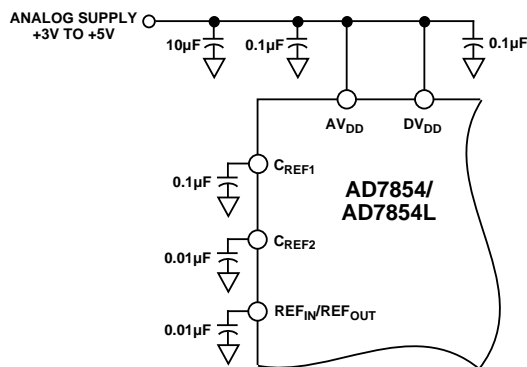 ANALOG SUPPLY
+3V TO +5V
10µF
0.1µF
0.1µF
AVDD
DVDD
CREF1
0.1µF
AD7854/
AD7854L
CREF2
0.01µF
REFIN/REFOUT
0.01µF